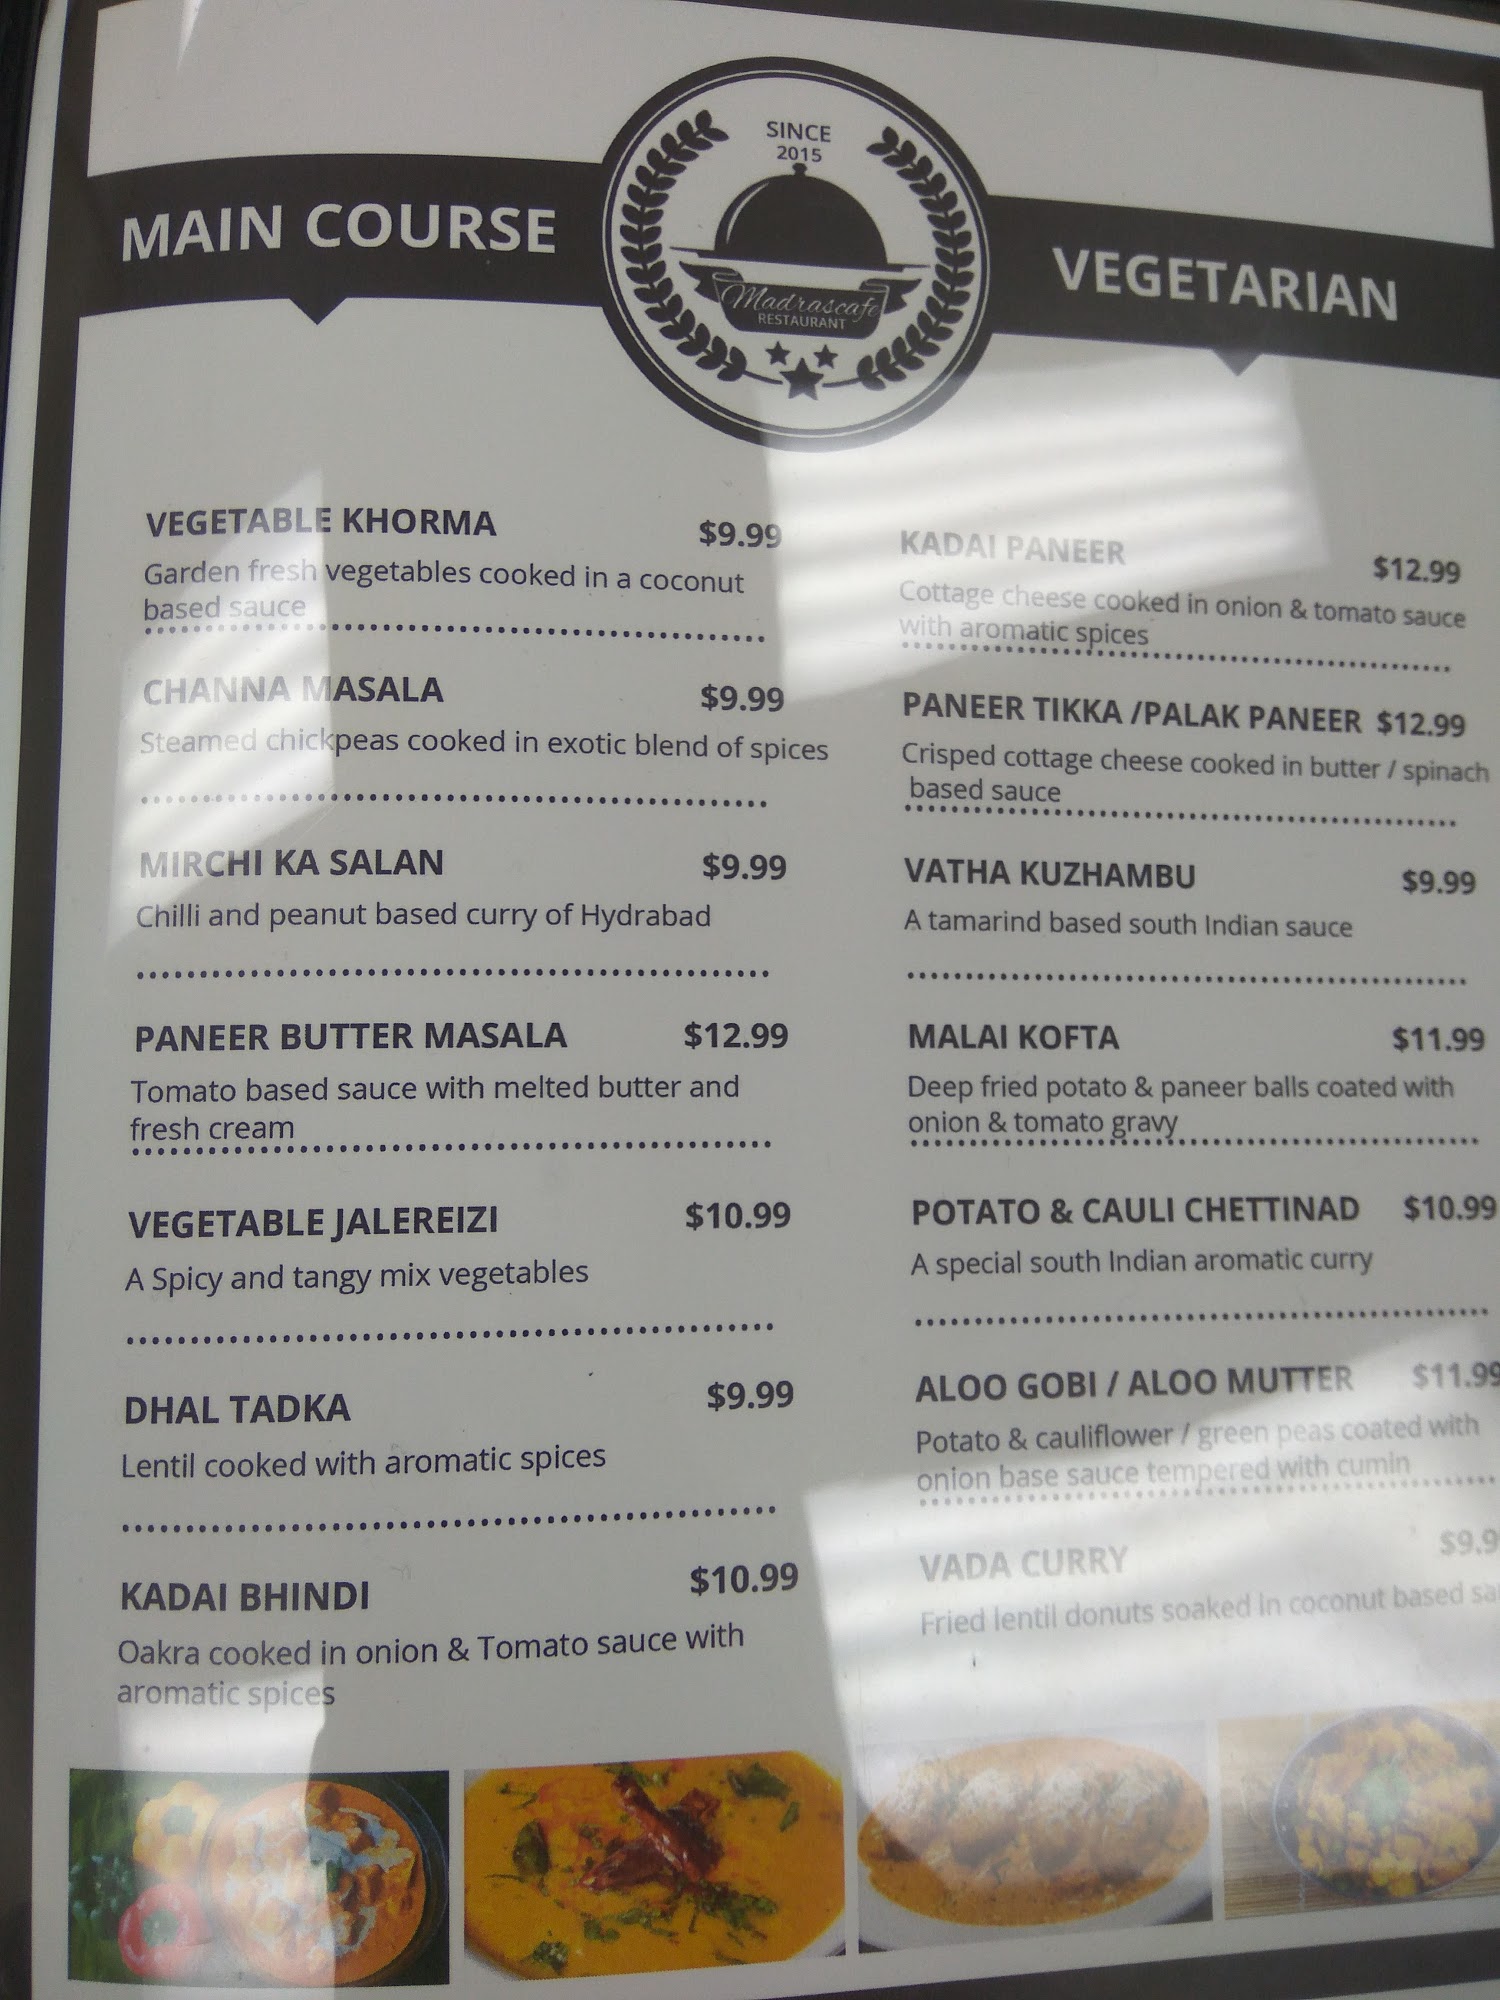 SINCE
2015
Madrascafe
RESTAURANT
MAIN COURSE
VEGETARIAN
VEGETABLE KHORMA $9.99
Garden fresh vegetables cooked in a coconut
based sauce
CHANNA MASALA $9.99
Steamed chickpeas cooked in exotic blend of spices
MIRCHI KA SALAN $9.99
Chilli and peanut based curry of Hydrabad
PANEER BUTTER MASALA $12.99
Tomato based sauce with melted butter and
fresh cream
VEGETABLE JALEREIZI $10.99
A Spicy and tangy mix vegetables
DHAL TADKA $9.99
Lentil cooked with aromatic spices
KADAI BHINDI $10.99
Oakra cooked in onion & Tomato sauce with
aromatic spices
KADAI PANEER $12.99
Cottage cheese cooked in onion & tomato sauce
with aromatic spices
PANEER TIKKA /PALAK PANEER $12.99
Crisped cottage cheese cooked in butter / spinach
based sauce
VATHA KUZHAMBU $9.99
A tamarind based south Indian sauce
MALAI KOFTA $11.99
Deep fried potato & paneer balls coated with
onion & tomato gravy
POTATO & CAULI CHETTINAD $10.99
A special south Indian aromatic curry
ALOO GOBI / ALOO MUTTER $11.99
Potato & cauliflower / green peas coated with
onion base sauce tempered with cumin
VADA CURRY
Fried lentil donuts soaked in coconut based